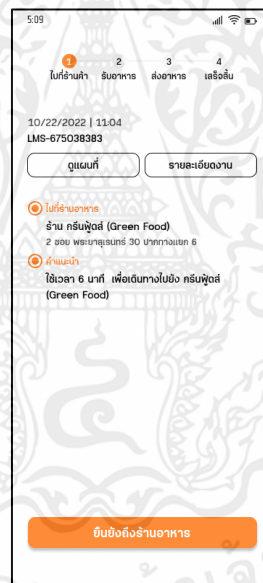 5:09
1 2 3 4
ไปที่ร้านค้า รับอาหาร ส่งอาหาร เสร็จสิ้น
10/22/2022 | 11:04
LMS-675038383
ดูแผนที่ รายละเอียดงาน
ไปที่ร้านอาหาร
ร้าน กรีนฟู้ดส์ (Green Food)
2 ซอย พระยาสุเรนทร์ 30 ปากทางแยก 6
คำแนะนำ
ใช้เวลา 6 นาที เพื่อเดินทางไปยัง กรีนฟู้ดส์
(Green Food)
ยืนยังถึงร้านอาหาร